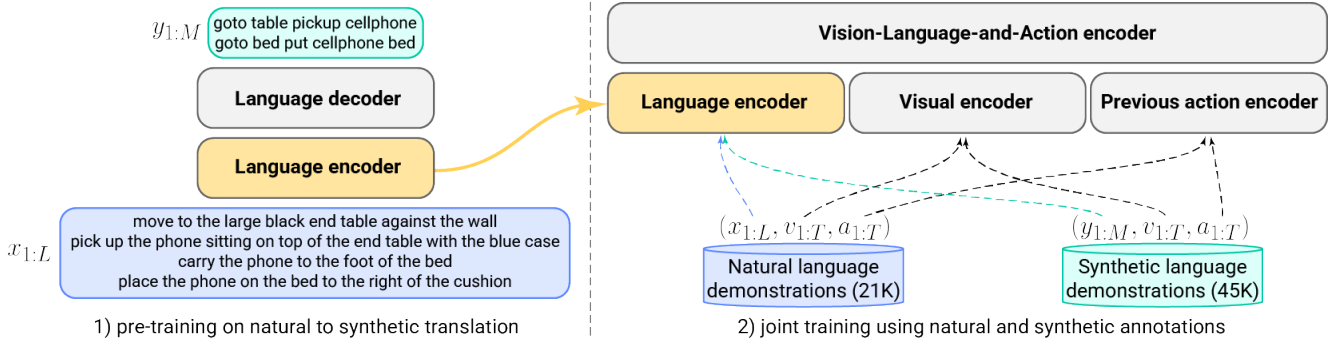 y1:M
goto table pickup cellphone
goto bed put cellphone bed
Language decoder
Language encoder
x1:L
move to the large black end table against the wall
pick up the phone sitting on top of the end table with the blue case
carry the phone to the foot of the bed
place the phone on the bed to the right of the cushion
1) pre-training on natural to synthetic translation
Vision-Language-and-Action encoder
Language encoder
Visual encoder
Previous action encoder
(x1:L, v1:T, a1:T)
(y1:M, v1:T, a1:T)
Natural language
demonstrations (21K)
Synthetic language
demonstrations (45K)
2) joint training using natural and synthetic annotations